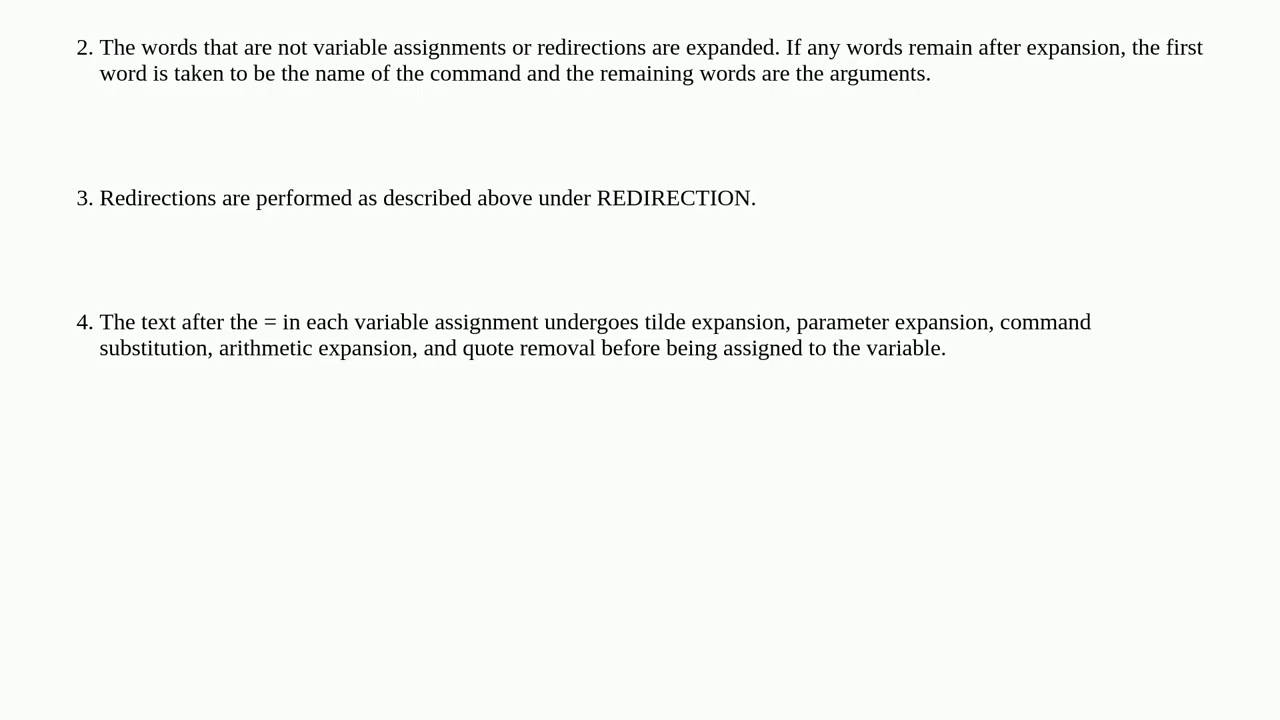 2. The words that are not variable assignments or redirections are expanded. If any words remain after expansion, the first
word is taken to be the name of the command and the remaining words are the arguments.
3. Redirections are performed as described above under REDIRECTION.
4. The text after the = in each variable assignment undergoes tilde expansion, parameter expansion, command
substitution, arithmetic expansion, and quote removal before being assigned to the variable.